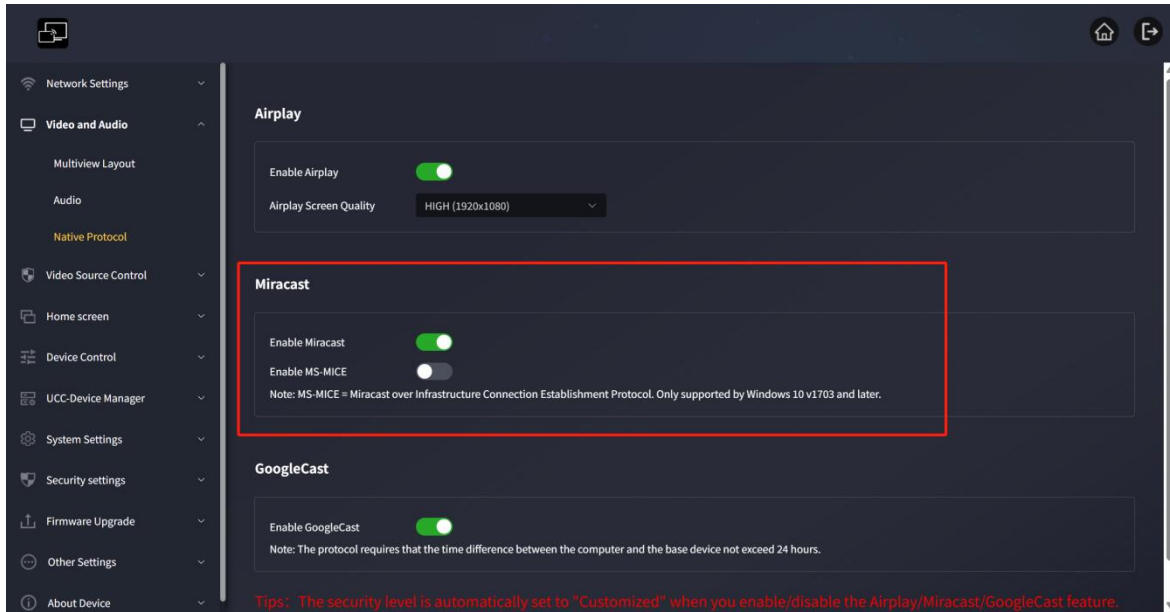 Network Settings
Video and Audio
Multiview Layout
Audio
Native Protocol
Video Source Control
Home screen
Device Control
UCC-Device Manager
System Settings
Security settings
Firmware Upgrade
Other Settings
About Device
Airplay
Enable Airplay
Airplay Screen Quality HIGH (1920x1080)
Miracast
Enable Miracast
Enable MS-MICE
Note: MS-MICE = Miracast over Infrastructure Connection Establishment Protocol. Only supported by Windows 10 v1703 and later.
GoogleCast
Enable GoogleCast
Note: The protocol requires that the time difference between the computer and the base device not exceed 24 hours.
Tips: The security level is automatically set to "Customized" when you enable/disable the Airplay/Miracast/GoogleCast feature.